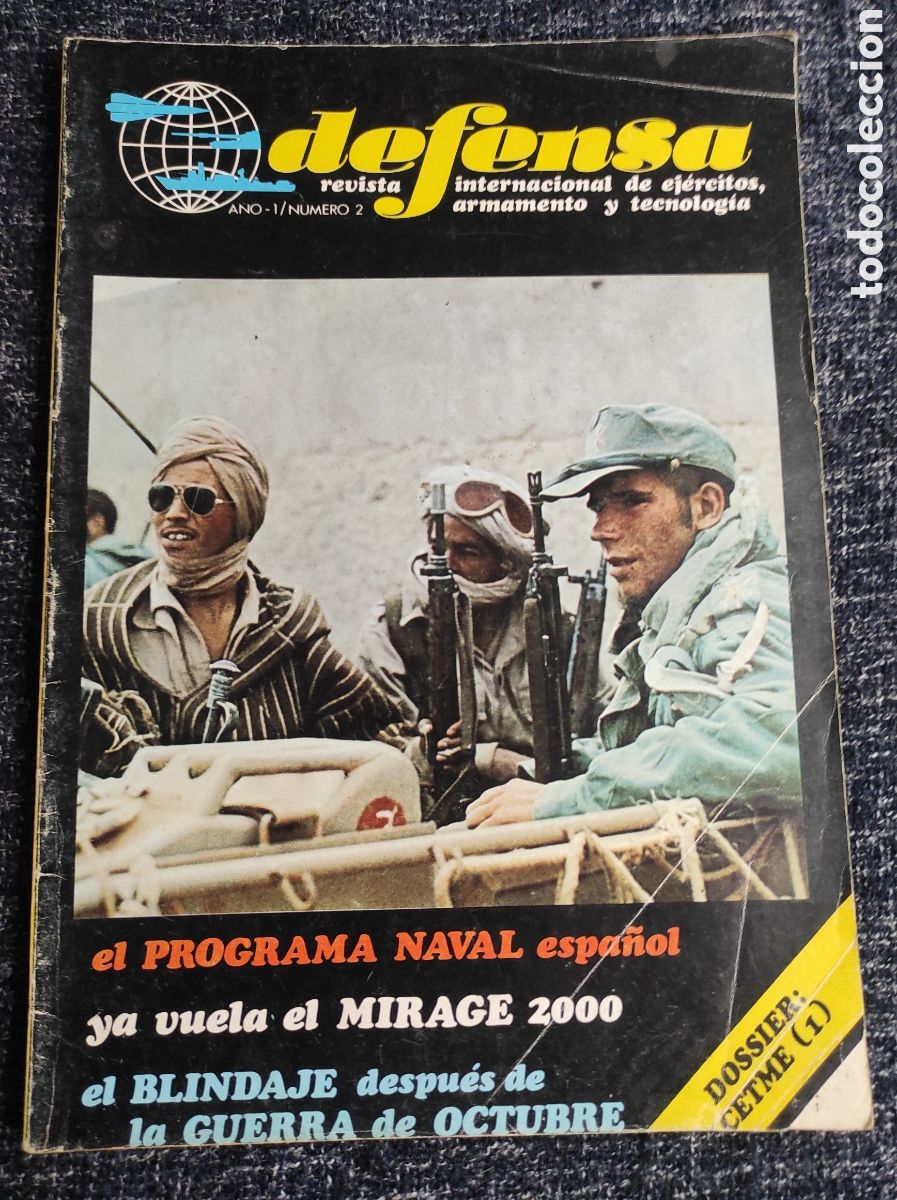 defensa
revista internacional de ejércitos,
armamento y tecnología
ANO-1/NUMERO 2
el PROGRAMA NAVAL español
ya vuela el MIRAGE 2000
el BLINDAJE después de
la GUERRA de OCTUBRE
DOSSIER:
CETME (1)
todocoleccion